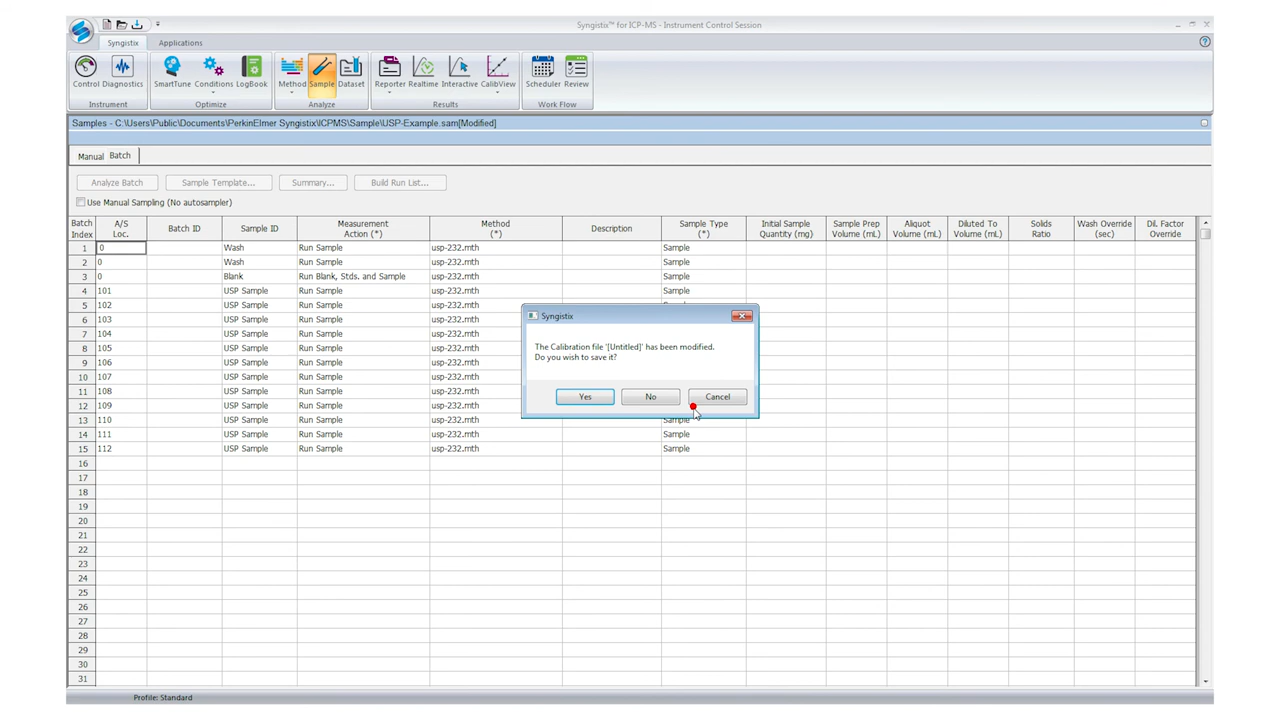 Syngistix™ for ICP-MS - Instrument Control Session
Syngistix Applications
Control Diagnostics SmartTune Conditions LogBook Method Sample Dataset Reporter Realtime Interactive CalibView Scheduler Review
Instrument Optimize Analyze Results Work Flow
Samples - C:\Users\Public\Documents\PerkinElmer Syngistix\ICPMS\Sample\USP-Example.sam[Modified]
Manual Batch
Analyze Batch Sample Template... Summary... Build Run List...
Use Manual Sampling (No autosampler)
Batch A/S Batch ID Sample ID Measurement Method Description Sample Type Initial Sample Sample Prep Aliquot Diluted To Solids Wash Override Dil. Factor
Index Loc. Action (*) (*) (*) Quantity (mg) Volume (mL) Volume (mL) Volume (mL) Ratio (sec) Override
1 0 Wash Run Sample usp-232.mth Sample
2 0 Wash Run Sample usp-232.mth Sample
3 0 Blank Run Blank, Stds. and Sample usp-232.mth Sample
4 101 USP Sample Run Sample usp-232.mth Sample
5 102 USP Sample Run Sample usp-232.mth
6 103 USP Sample Run Sample usp-232.mth
7 104 USP Sample Run Sample usp-232.mth
8 105 USP Sample Run Sample usp-232.mth
9 106 USP Sample Run Sample usp-232.mth
10 107 USP Sample Run Sample usp-232.mth
11 108 USP Sample Run Sample usp-232.mth
12 109 USP Sample Run Sample usp-232.mth
13 110 USP Sample Run Sample usp-232.mth Sample
14 111 USP Sample Run Sample usp-232.mth Sample
15 112 USP Sample Run Sample usp-232.mth Sample
16
17
18
19
20
21
22
23
24
25
26
27
28
29
30
31
Syngistix
The Calibration file '[Untitled]' has been modified.
Do you wish to save it?
Yes No Cancel
Profile: Standard